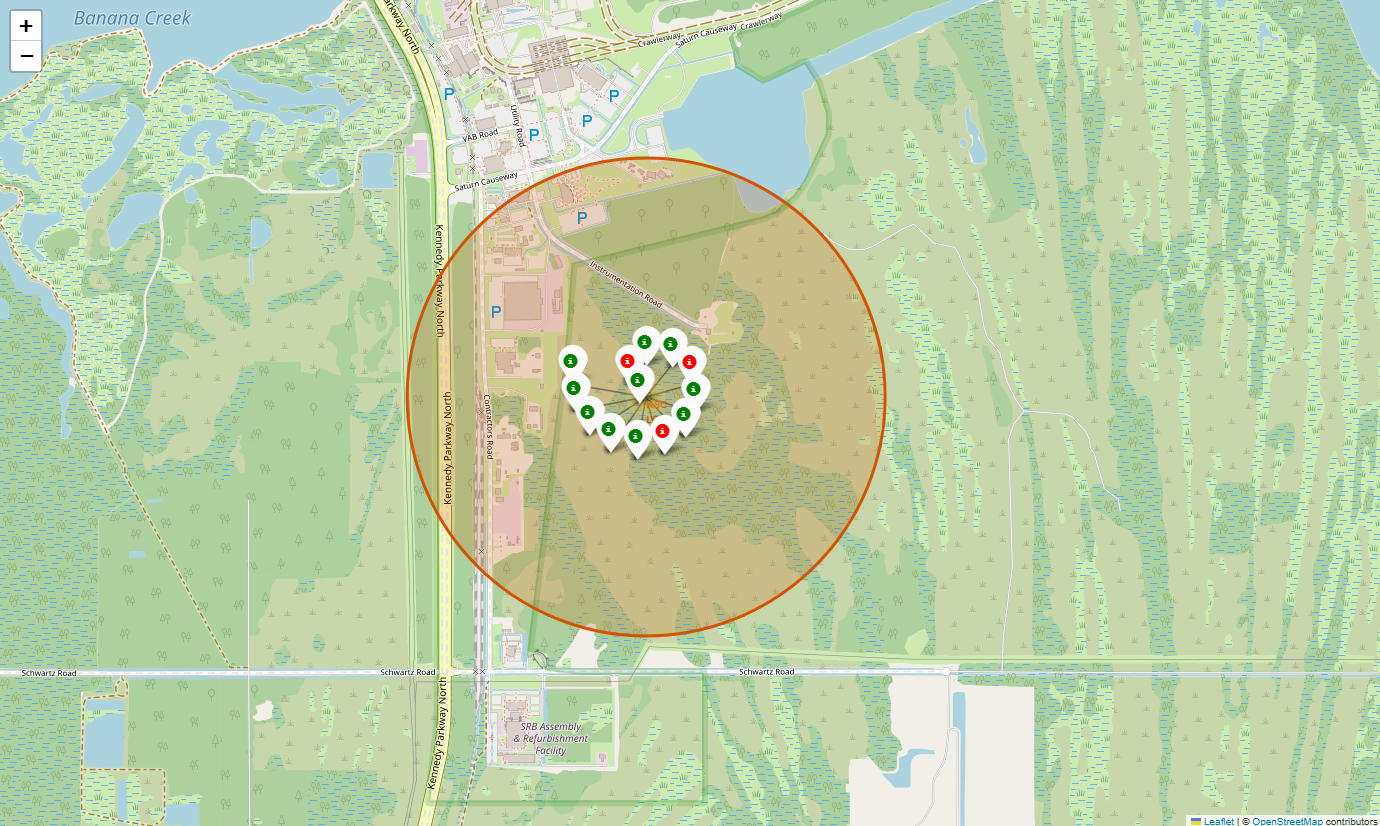 Banana Creek
+
−
Parkway North
Crawlerway
Saturn Causeway
Crawlerway
P
P
P
P
Utility Road
VAB Road
Saturn Causeway
P
Kennedy Parkway North
Instrumentation Road
P
Kennedy Parkway North
Contractors Road
Schwartz Road
Schwartz Road
Schwartz Road
Kennedy Parkway North
SRB Assembly
& Refurbishment
Facility
Leaflet | © OpenStreetMap contributors